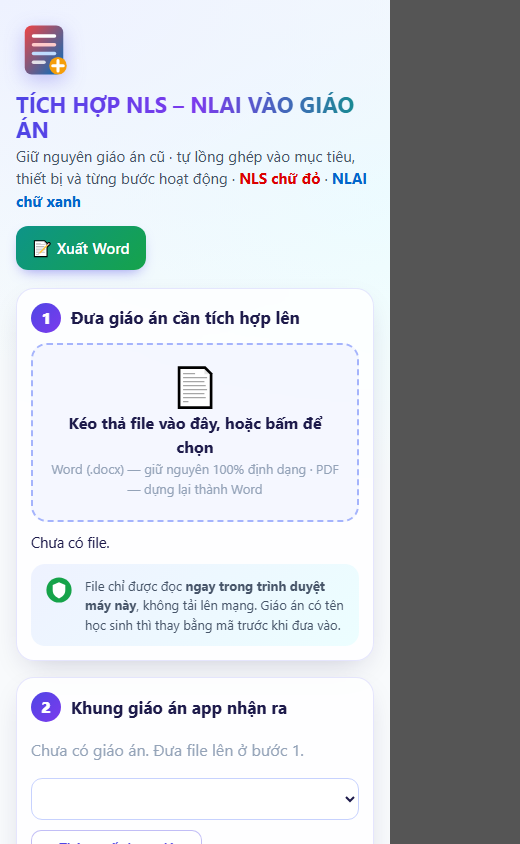 TÍCH HỢP NLS – NLAI VÀO GIÁO
ÁN
Giữ nguyên giáo án cũ · tự lồng ghép vào mục tiêu,
thiết bị và từng bước hoạt động · NLS chữ đỏ · NLAI
chữ xanh
Xuất Word
1 Đưa giáo án cần tích hợp lên
Kéo thả file vào đây, hoặc bấm để
chọn
Word (.docx) — giữ nguyên 100% định dạng · PDF
— dựng lại thành Word
Chưa có file.
File chỉ được đọc ngay trong trình duyệt
máy này, không tải lên mạng. Giáo án có tên
học sinh thì thay bằng mã trước khi đưa vào.
2 Khung giáo án app nhận ra
Chưa có giáo án. Đưa file lên ở bước 1.